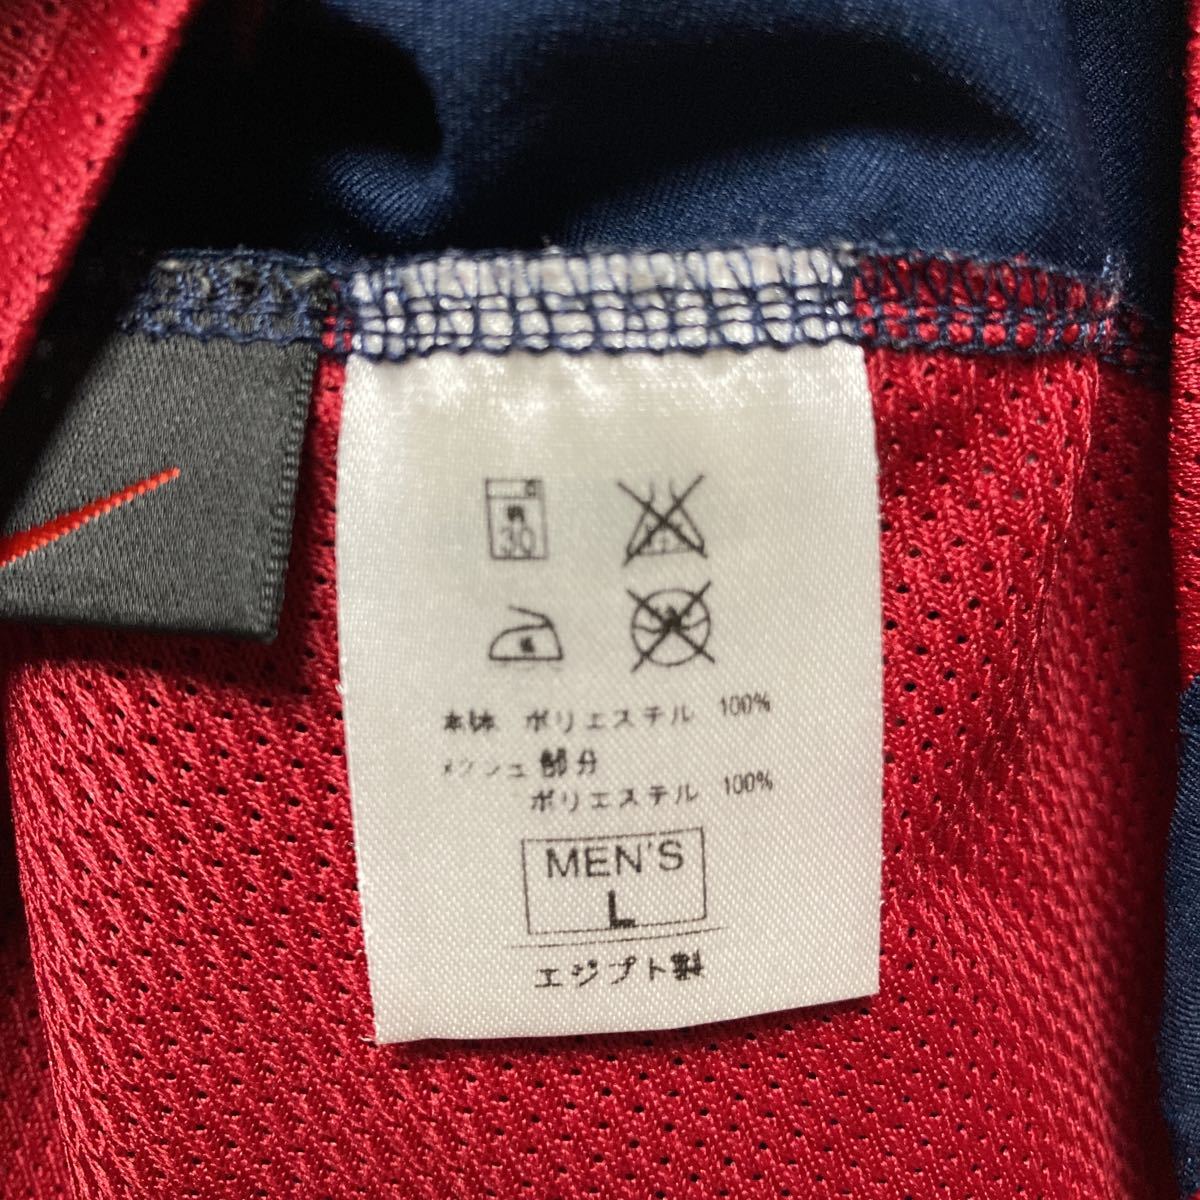 弱
30
本体 ポリエステル 100%
メッシュ 部分
ポリエステル 100%
MEN'S
L
エジプト製